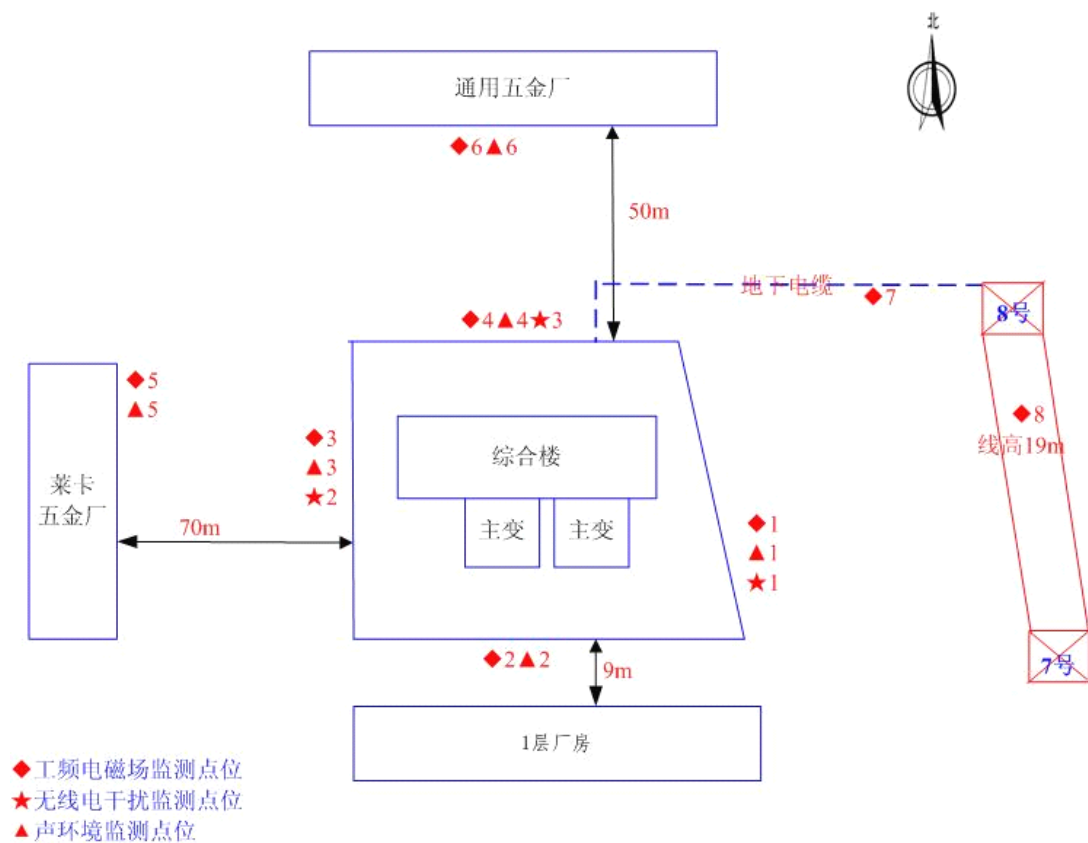 北
通用五金厂
◆6▲6
50m
地下电缆
◆7
8号
◆4▲4★3
◆5
▲5
◆8
线高19m
◆3
▲3
★2
综合楼
莱卡
五金厂
70m
主变
主变
◆1
▲1
★1
◆2▲2
9m
7号
1层厂房
◆工频电磁场监测点位
★无线电干扰监测点位
▲声环境监测点位